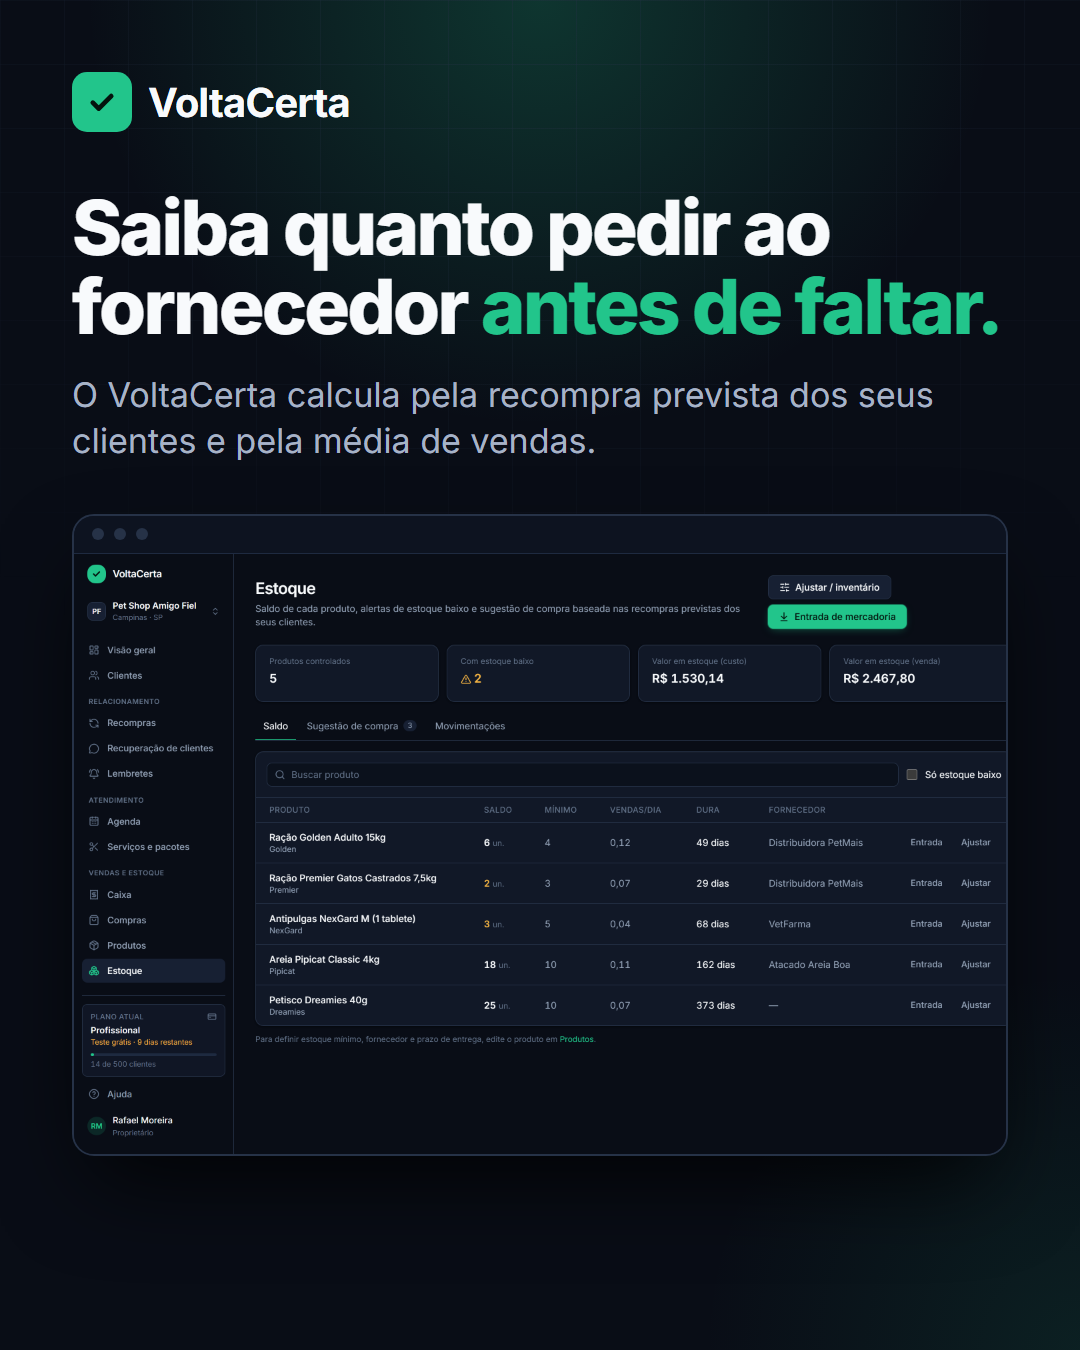 VoltaCerta
Saiba quanto pedir ao
fornecedor antes de faltar.
O VoltaCerta calcula pela recompra prevista dos seus
clientes e pela média de vendas.
VoltaCerta
PF
Pet Shop Amigo Fiel
Campinas · SP
Visão geral
Clientes
RELACIONAMENTO
Recompras
Recuperação de clientes
Lembretes
ATENDIMENTO
Agenda
Serviços e pacotes
VENDAS E ESTOQUE
Caixa
Compras
Produtos
Estoque
PLANO ATUAL
Profissional
Teste grátis · 9 dias restantes
14 de 500 clientes
Ajuda
RM
Rafael Moreira
Proprietário
Estoque
Saldo de cada produto, alertas de estoque baixo e sugestão de compra baseada nas recompras previstas dos
seus clientes.
Ajustar / inventário
Entrada de mercadoria
Produtos controlados
5
Com estoque baixo
2
Valor em estoque (custo)
R$ 1.530,14
Valor em estoque (venda)
R$ 2.467,80
Saldo Sugestão de compra 3 Movimentações
Buscar produto
Só estoque baixo
PRODUTO SALDO MÍNIMO VENDAS/DIA DURA FORNECEDOR
Ração Golden Adulto 15kg 6 un. 4 0,12 49 dias Distribuidora PetMais Entrada Ajustar
Golden
Ração Premier Gatos Castrados 7,5kg 2 un. 3 0,07 29 dias Distribuidora PetMais Entrada Ajustar
Premier
Antipulgas NexGard M (1 tablete) 3 un. 5 0,04 68 dias VetFarma Entrada Ajustar
NexGard
Areia Pipicat Classic 4kg 18 un. 10 0,11 162 dias Atacado Areia Boa Entrada Ajustar
Pipicat
Petisco Dreamies 40g 25 un. 10 0,07 373 dias — Entrada Ajustar
Dreamies
Para definir estoque mínimo, fornecedor e prazo de entrega, edite o produto em Produtos.